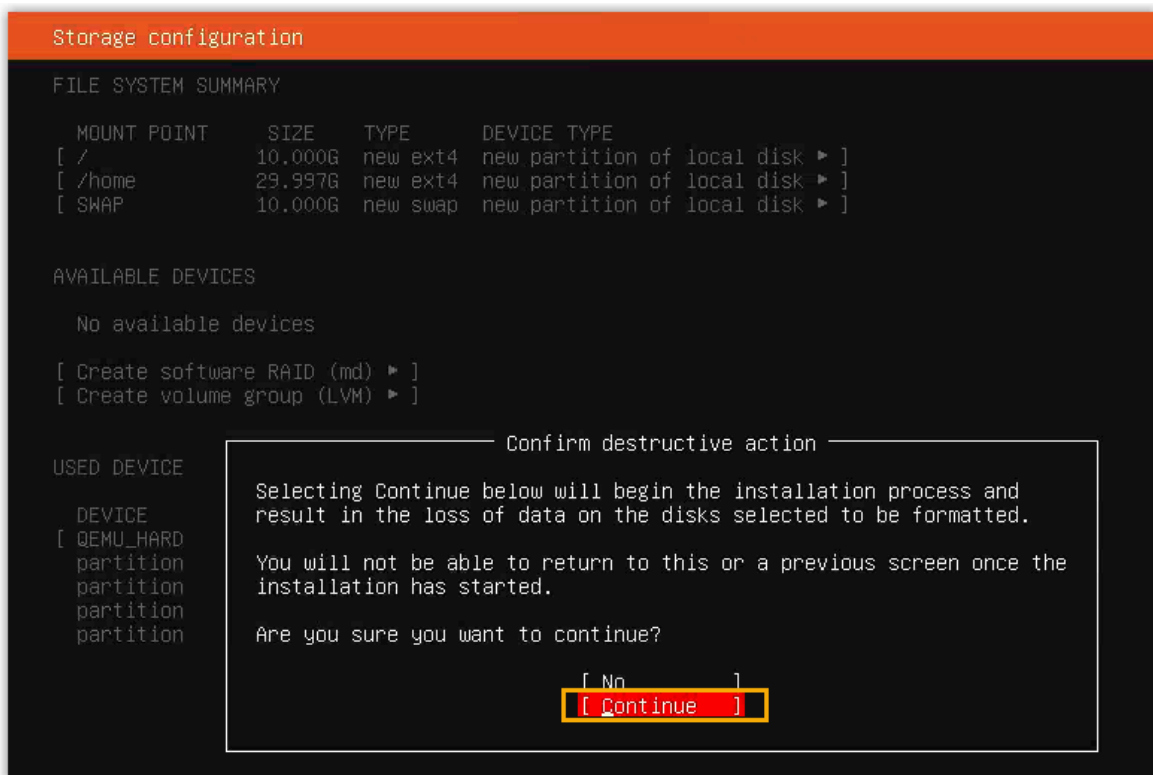 Storage configuration
FILE SYSTEM SUMMARY
MOUNT POINT SIZE TYPE DEVICE TYPE
[ / 10.000G new ext4 new partition of local disk ▸ ]
[ /home 29.997G new ext4 new partition of local disk ▸ ]
[ SWAP 10.000G new swap new partition of local disk ▸ ]
AVAILABLE DEVICES
No available devices
[ Create software RAID (md) ▸ ]
[ Create volume group (LVM) ▸ ]
USED DEVICE
DEVICE
[ QEMU_HARD
partition
partition
partition
partition
Confirm destructive action
Selecting Continue below will begin the installation process and
result in the loss of data on the disks selected to be formatted.
You will not be able to return to this or a previous screen once the
installation has started.
Are you sure you want to continue?
[ No ]
[ Continue ]